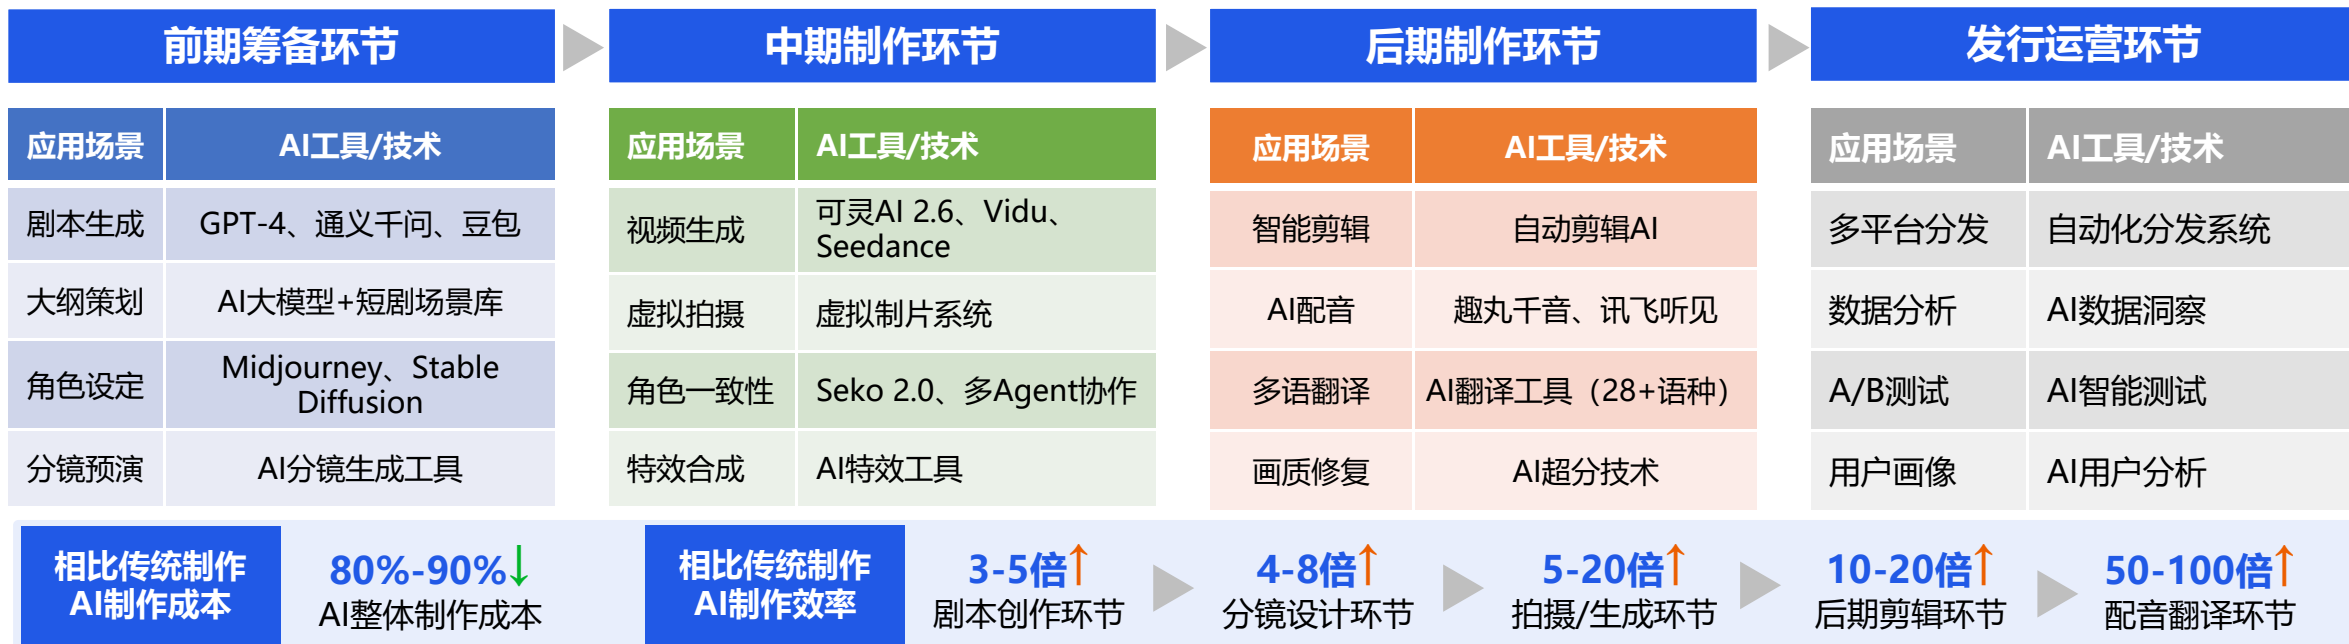 前期筹备环节
中期制作环节
后期制作环节
发行运营环节
应用场景 AI工具/技术
剧本生成 GPT-4、通义千问、豆包
大纲策划 AI大模型+短剧场景库
角色设定 Midjourney、Stable
Diffusion
分镜预演 AI分镜生成工具
应用场景 AI工具/技术
视频生成 可灵AI 2.6、Vidu、
Seedance
虚拟拍摄 虚拟制片系统
角色一致性 Seko 2.0、多Agent协作
特效合成 AI特效工具
应用场景 AI工具/技术
智能剪辑 自动剪辑AI
AI配音 趣丸千音、讯飞听见
多语翻译 AI翻译工具（28+语种）
画质修复 AI超分技术
应用场景 AI工具/技术
多平台分发 自动化分发系统
数据分析 AI数据洞察
A/B测试 AI智能测试
用户画像 AI用户分析
相比传统制作
AI制作成本
80%-90%↓
AI整体制作成本
相比传统制作
AI制作效率
3-5倍↑
剧本创作环节
4-8倍↑
分镜设计环节
5-20倍↑
拍摄/生成环节
10-20倍↑
后期剪辑环节
50-100倍↑
配音翻译环节